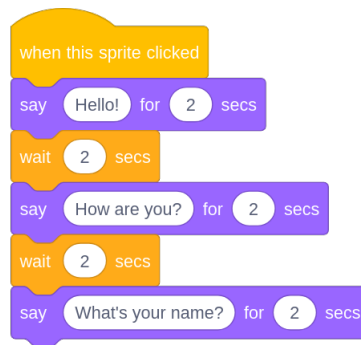 when this sprite clicked
say Hello! for 2 secs
wait 2 secs
say How are you? for 2 secs
wait 2 secs
say What's your name? for 2 secs